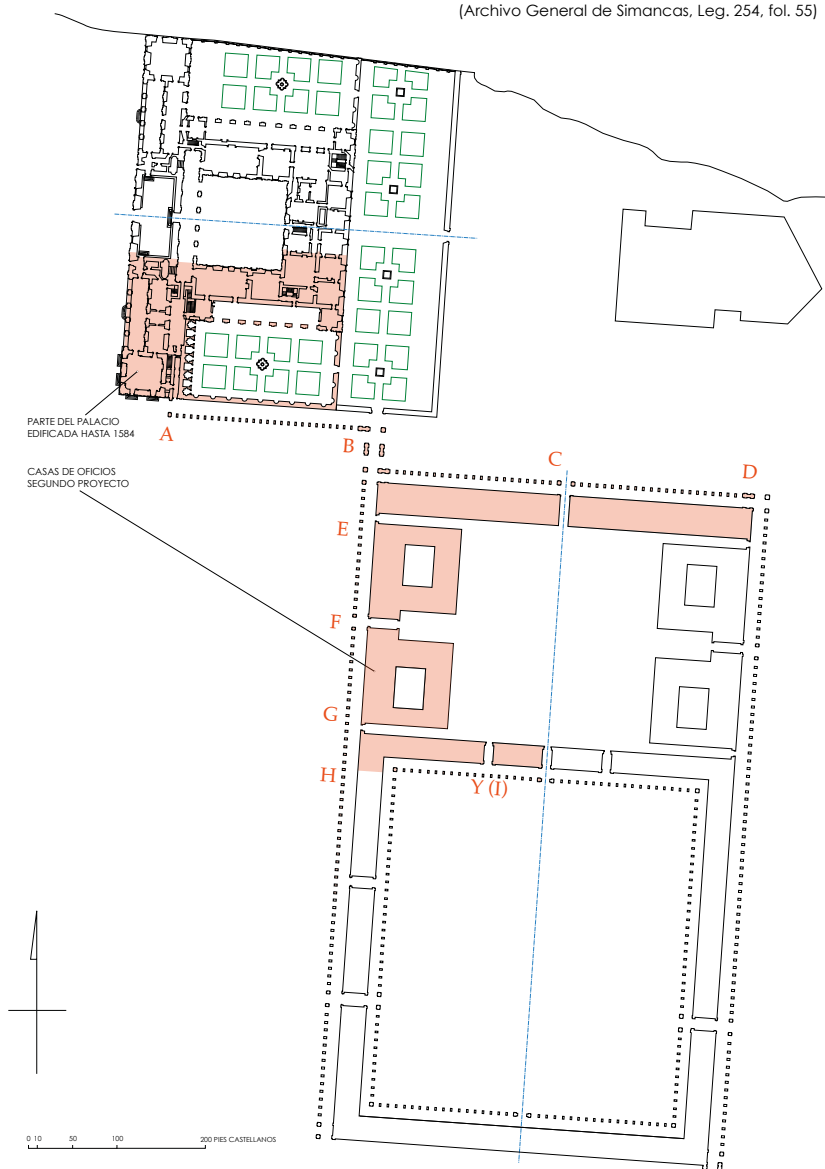 (Archivo General de Simancas, Leg. 254, fol. 55)
PARTE DEL PALACIO
EDIFICADA HASTA 1584
A
B
C
D
CASAS DE OFICIOS
SEGUNDO PROYECTO
E
F
G
H
Y (I)
0 10 50 100 200 PIES CASTELLANOS